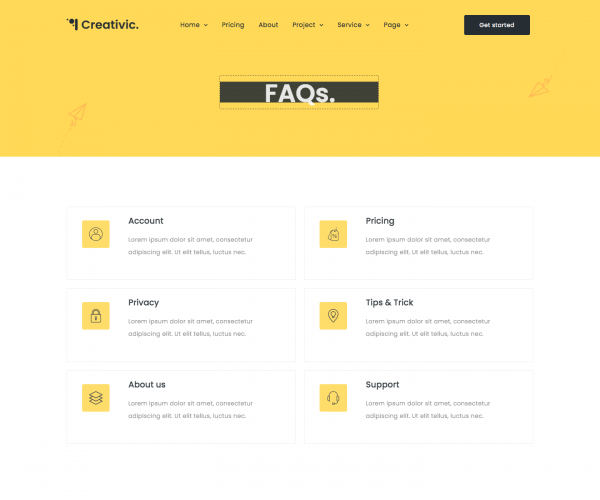 Creativic.
Home Pricing About Project Service Page
Get started
FAQs.
Account
Lorem ipsum dolor sit amet, consectetur
adipiscing elit. Ut elit tellus, luctus nec.
Pricing
Lorem ipsum dolor sit amet, consectetur
adipiscing elit. Ut elit tellus, luctus nec.
Privacy
Lorem ipsum dolor sit amet, consectetur
adipiscing elit. Ut elit tellus, luctus nec.
Tips & Trick
Lorem ipsum dolor sit amet, consectetur
adipiscing elit. Ut elit tellus, luctus nec.
About us
Lorem ipsum dolor sit amet, consectetur
adipiscing elit. Ut elit tellus, luctus nec.
Support
Lorem ipsum dolor sit amet, consectetur
adipiscing elit. Ut elit tellus, luctus nec.